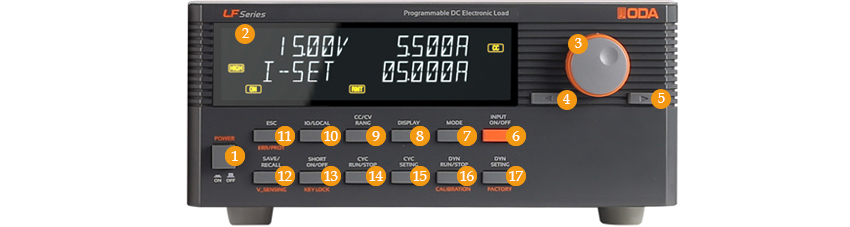 LF Series
Programmable DC Electronic Load
ODA
2
15.00V 5.500A
CC
HIGH
I-SET 05.000A
ON
3
4
5
ESC
IO/LOCAL
CC/CV
RANG
DISPLAY
MODE
INPUT
ON/OFF
11
10
9
8
7
6
ERR/PROT
POWER
1
ON OFF
SAVE/
RECALL
SHORT
ON/OFF
CYC
RUN/STOP
CYC
SETING
DYN
RUN/STOP
DYN
SETING
12
13
14
15
16
17
V_SENSING
KEY LOCK
CALIBRATION
FACTORY